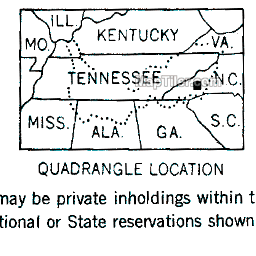 ILL.
KENTUCKY
MO.
VA.
TENNESSEE
N.C.
MISS.
ALA.
GA.
S.C.
QUADRANGLE LOCATION
may be private inholdings within t
tional or State reservations shown